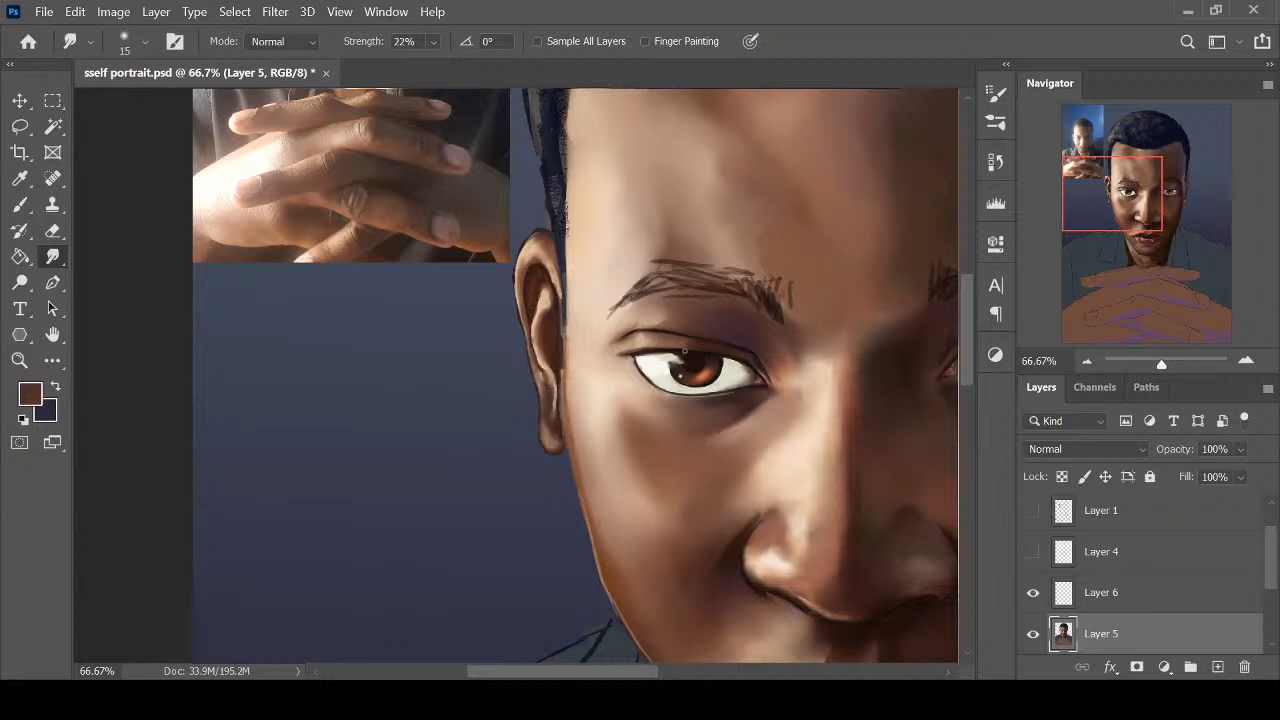 Ps File Edit Image Layer Type Select Filter 3D View Window Help
15 Mode: Normal Strength: 22% 0° Sample All Layers Finger Painting
sself portrait.psd @ 66.7% (Layer 5, RGB/8) *
Navigator
66.67%
Layers Channels Paths
Kind
Normal Opacity: 100%
Lock: Fill: 100%
Layer 1
Layer 4
Layer 6
Layer 5
66.67% Doc: 33.9M/195.2M
fx